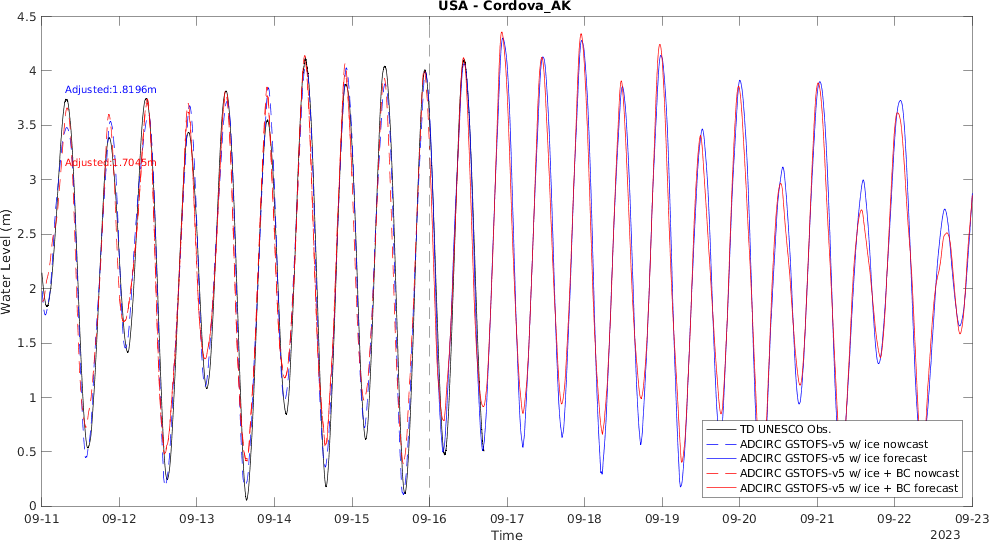 USA - Cordova_AK
4.5
4
3.5
3
2.5
2
1.5
1
0.5
0
Water Level (m)
Adjusted:1.8196m
Adjusted:1.7045m
TD UNESCO Obs.
ADCIRC GSTOFS-v5 w/ ice nowcast
ADCIRC GSTOFS-v5 w/ ice forecast
ADCIRC GSTOFS-v5 w/ ice + BC nowcast
ADCIRC GSTOFS-v5 w/ ice + BC forecast
09-11 09-12 09-13 09-14 09-15 09-16 09-17 09-18 09-19 09-20 09-21 09-22 09-23
Time
2023